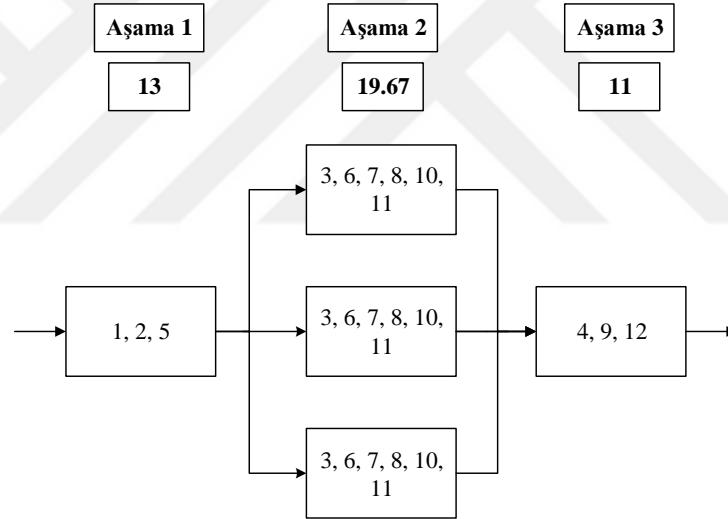 Aşama 1
Aşama 2
Aşama 3
13
19.67
11
3, 6, 7, 8, 10,
11
1, 2, 5
3, 6, 7, 8, 10,
11
4, 9, 12
3, 6, 7, 8, 10,
11